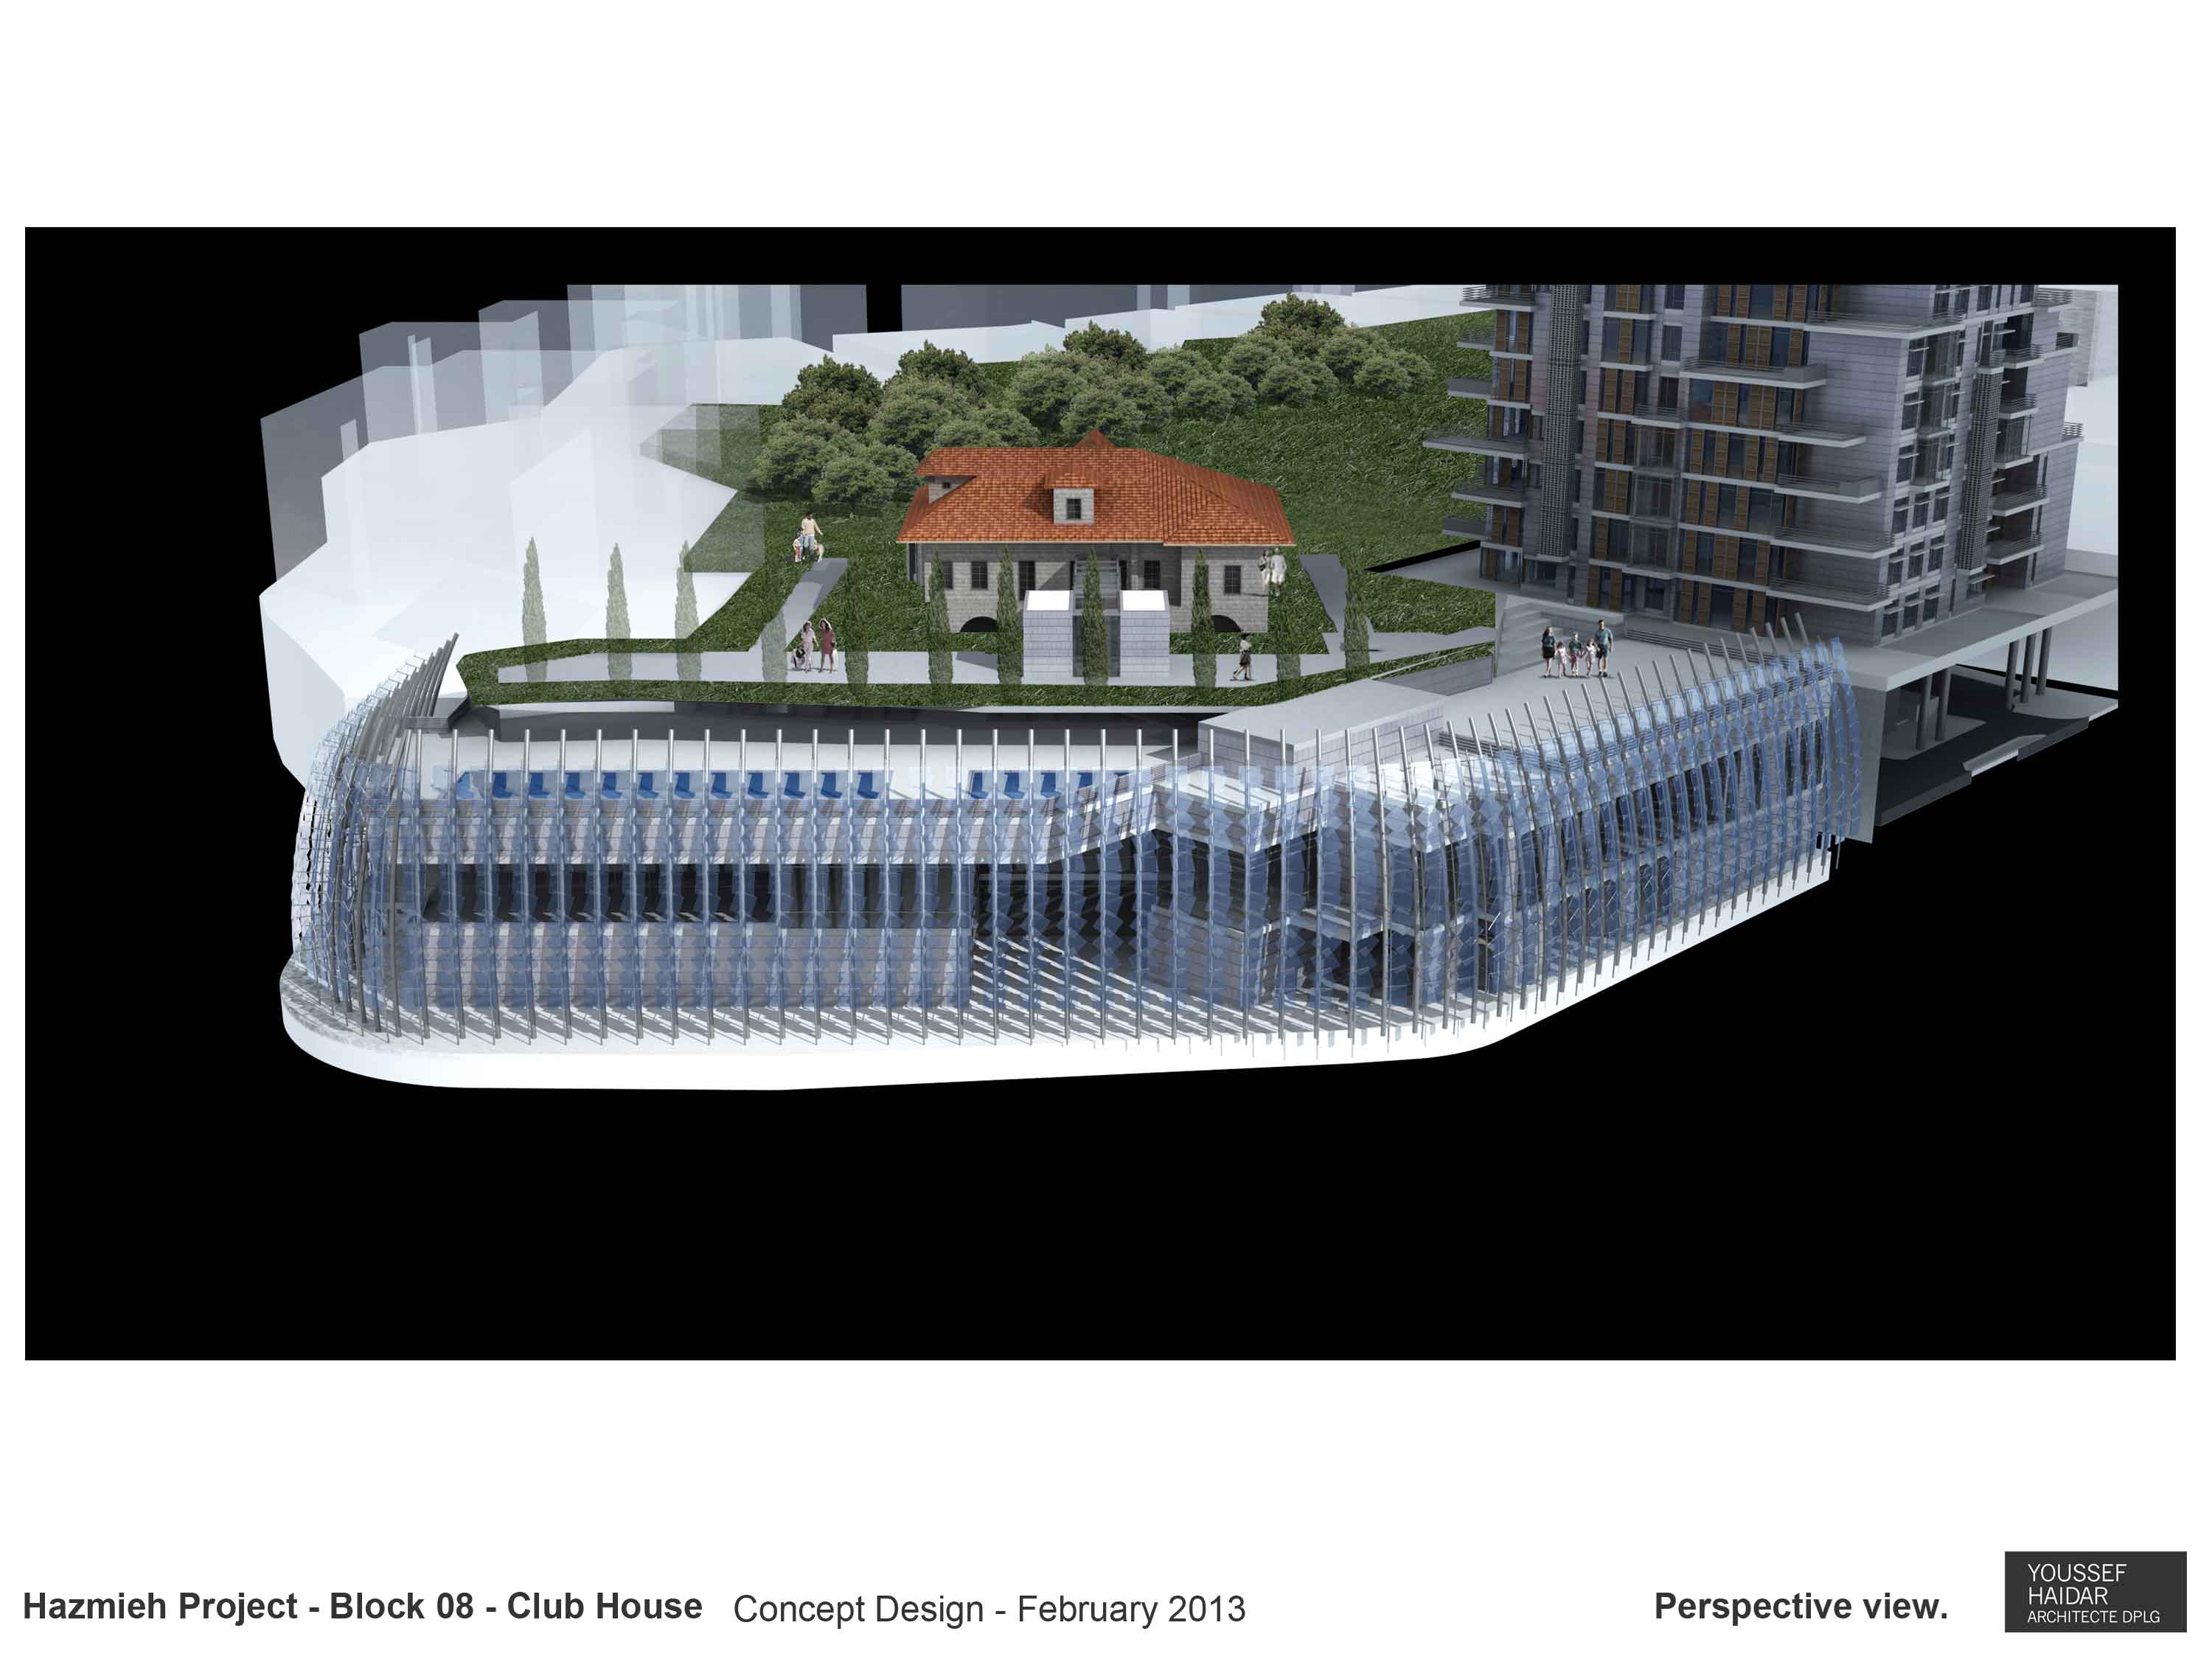 Hazmieh Project - Block 08 - Club House Concept Design - February 2013
Perspective view.
YOUSSEF
HAIDAR
ARCHITECTE DPLG